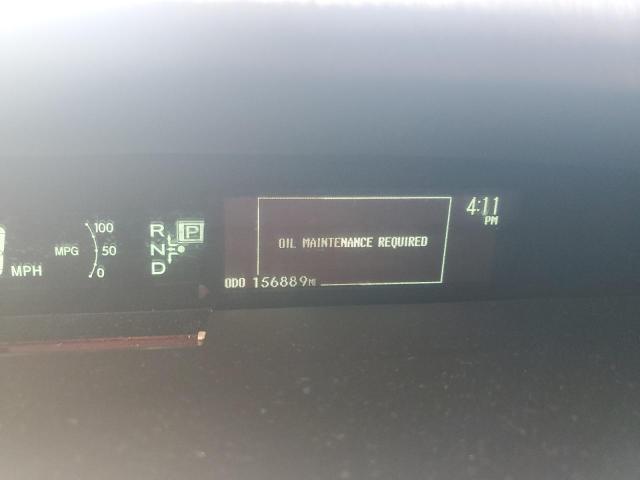 4:11
PM
100
R P
MPG 50
N
OIL MAINTENANCE REQUIRED
MPH 0
D
ODO 156889 MI